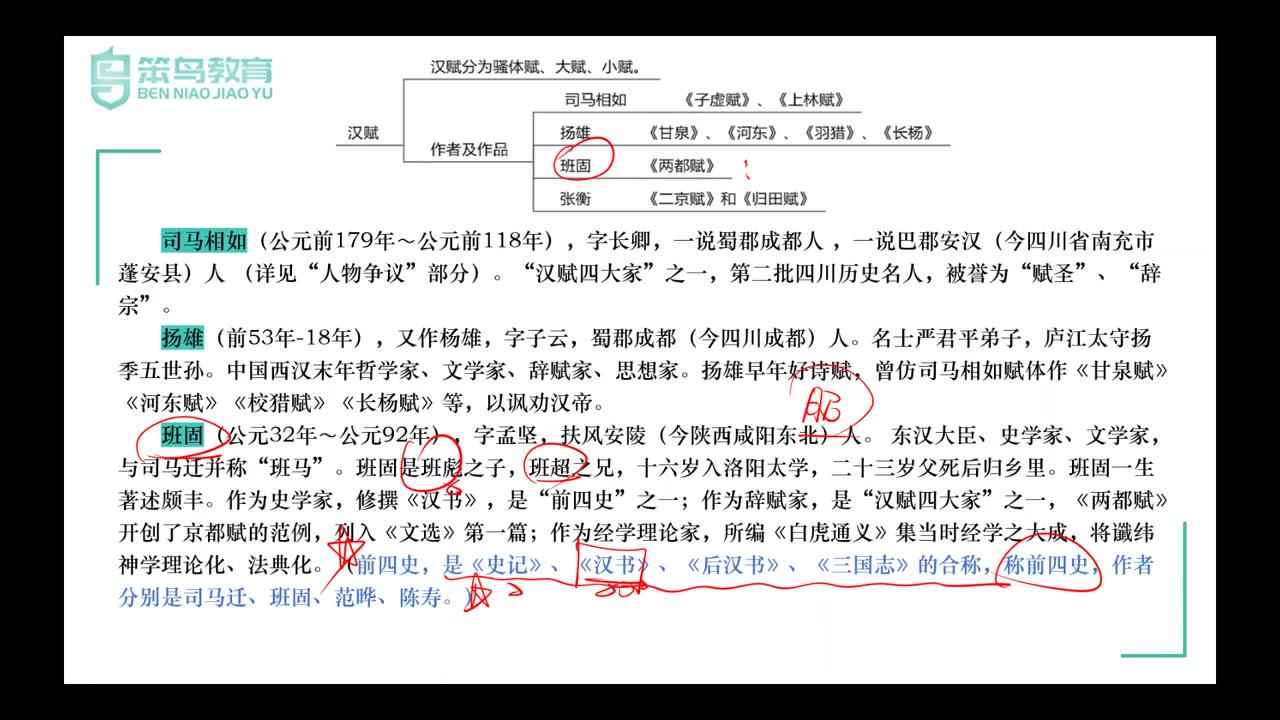 笨鸟教育
BEN NIAO JIAO YU
汉赋分为骚体赋、大赋、小赋。
汉赋
作者及作品
司马相如 《子虚赋》、《上林赋》
扬雄 《甘泉》、《河东》、《羽猎》、《长杨》
班固 《两都赋》
张衡 《二京赋》和《归田赋》
司马相如（公元前179年～公元前118年），字长卿，一说蜀郡成都人 ，一说巴郡安汉（今四川省南充市
蓬安县）人 （详见“人物争议”部分）。“汉赋四大家”之一，第二批四川历史名人，被誉为“赋圣”、“辞
宗”。
扬雄（前53年-18年），又作杨雄，字子云，蜀郡成都（今四川成都）人。名士严君平弟子，庐江太守扬
季五世孙。中国西汉末年哲学家、文学家、辞赋家、思想家。扬雄早年好诗赋，曾仿司马相如赋体作《甘泉赋》
《河东赋》《校猎赋》《长杨赋》等，以讽劝汉帝。
班固（公元32年～公元92年），字孟坚，扶风安陵（今陕西咸阳东北）人。 东汉大臣、史学家、文学家，
与司马迁并称“班马”。班固是班彪之子，班超之兄，十六岁入洛阳太学，二十三岁父死后归乡里。班固一生
著述颇丰。作为史学家，修撰《汉书》，是“前四史”之一；作为辞赋家，是“汉赋四大家”之一，《两都赋》
开创了京都赋的范例，列入《文选》第一篇；作为经学理论家，所编《白虎通义》集当时经学之大成，将谶纬
神学理论化、法典化。（前四史，是《史记》、《汉书》、《后汉书》、《三国志》的合称，称前四史，作者
分别是司马迁、班固、范晔、陈寿。）